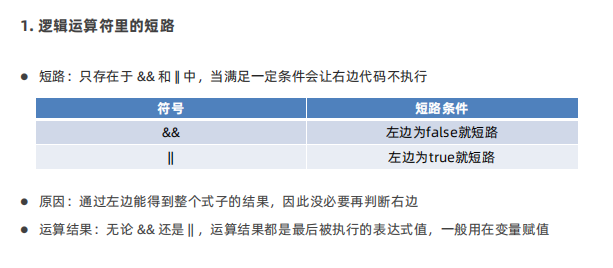 1. 逻辑运算符里的短路
● 短路：只存在于 && 和 || 中，当满足一定条件会让右边代码不执行
符号 短路条件
&& 左边为false就短路
|| 左边为true就短路
● 原因：通过左边能得到整个式子的结果，因此没必要再判断右边
● 运算结果：无论 && 还是 || ，运算结果都是最后被执行的表达式值，一般用在变量赋值